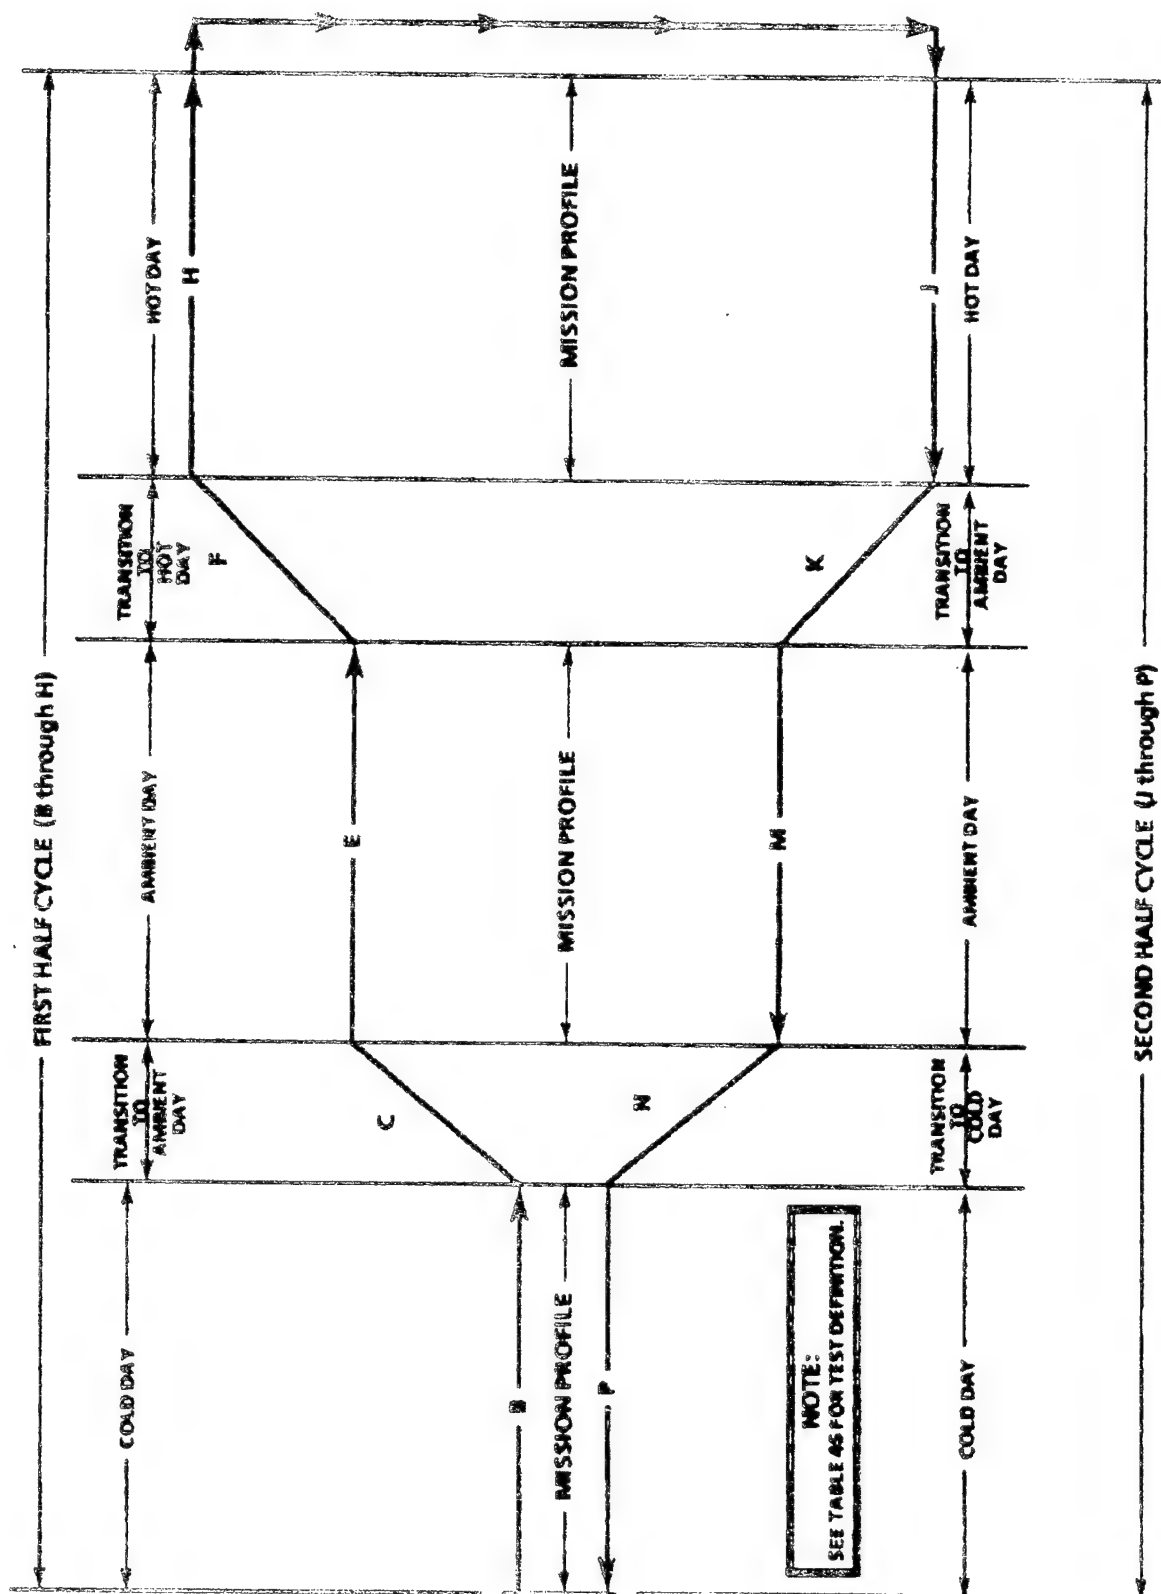 FIRST HALF CYCLE (B through H)
COLD DAY
TRANSITION
TO
AMBIENT
DAY
AMBIENT DAY
TRANSITION
TO
HOT
DAY
HOT DAY
B
C
E
F
H
MISSION PROFILE
MISSION PROFILE
MISSION PROFILE
P
N
M
K
J
NOTE:
SEE TABLE 45 FOR TEST DEFINITION.
COLD DAY
TRANSITION
TO
COLD
DAY
AMBIENT DAY
TRANSITION
TO
AMBIENT
DAY
HOT DAY
SECOND HALF CYCLE (J through P)